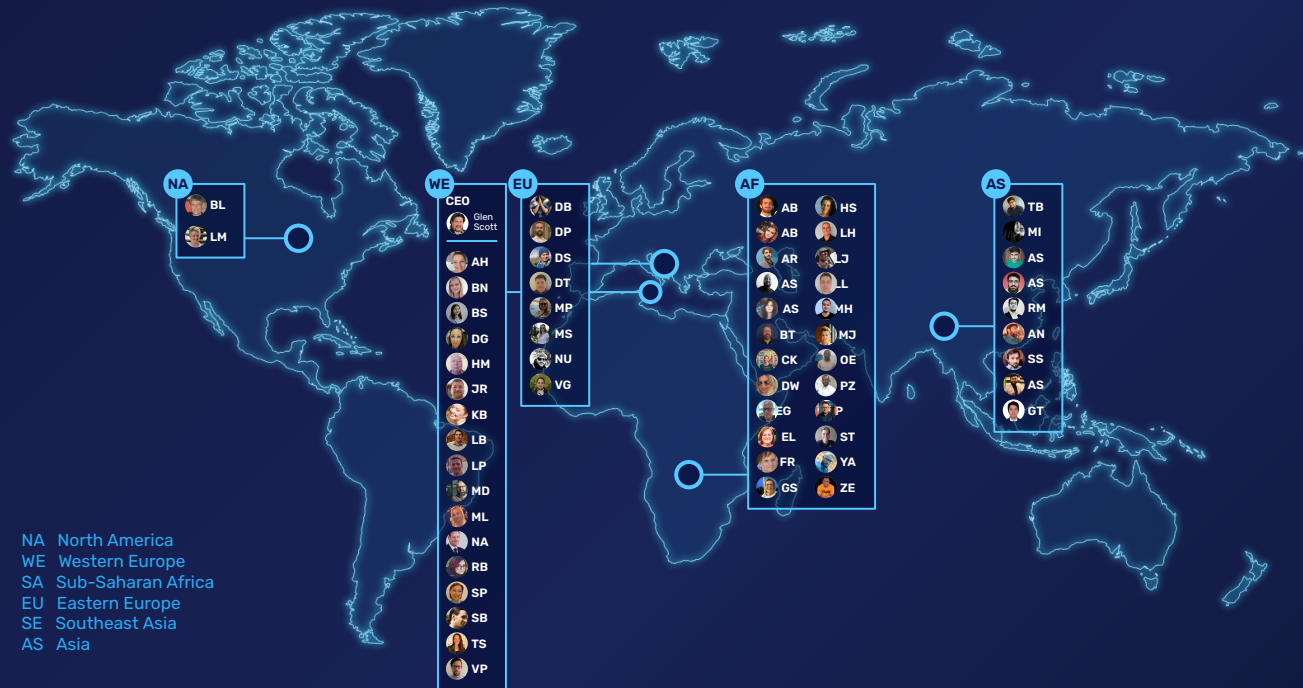 NA
BL
LM
WE
CEO
Glen
Scott
AH
BN
BS
DG
HM
JR
KB
LB
LP
MD
ML
NA
RB
SP
SB
TS
VP
EU
DB
DP
DS
DT
MP
MS
NU
VG
AF
AB HS
AB LH
AR LJ
AS LL
AS MH
BT MJ
CK OE
DW PZ
EG P
EL ST
FR YA
GS ZE
AS
TB
MI
AS
AS
RM
AN
SS
AS
GT
NA North America
WE Western Europe
SA Sub-Saharan Africa
EU Eastern Europe
SE Southeast Asia
AS Asia